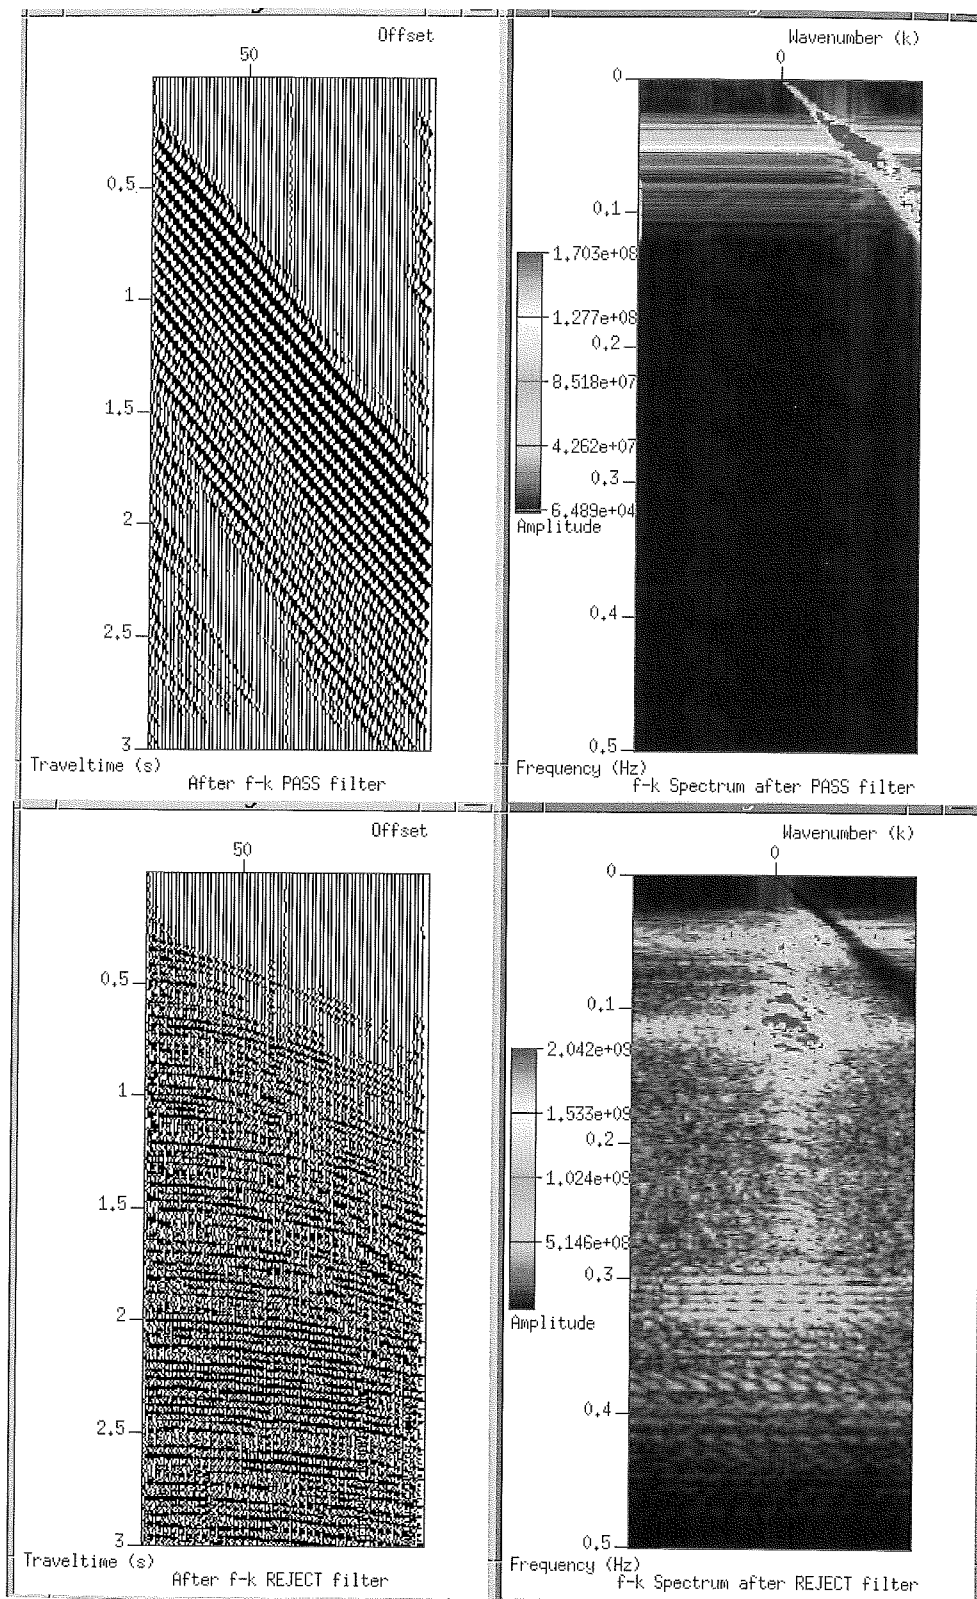 Offset
50
0.5
1
1.5
2
2.5
3
Traveltime (s)
After f-k PASS filter
Wavenumber (k)
0
0
0.1
1.703e+08
1.277e+08
0.2
8.518e+07
4.262e+07
0.3
6.489e+04
Amplitude
0.4
0.5
Frequency (Hz)
f-k Spectrum after PASS filter
Offset
50
0.5
1
1.5
2
2.5
3
Traveltime (s)
After f-k REJECT filter
Wavenumber (k)
0
0
0.1
2.042e+09
1.533e+09
0.2
1.024e+09
5.146e+08
0.3
Amplitude
0.4
0.5
Frequency (Hz)
f-k Spectrum after REJECT filter